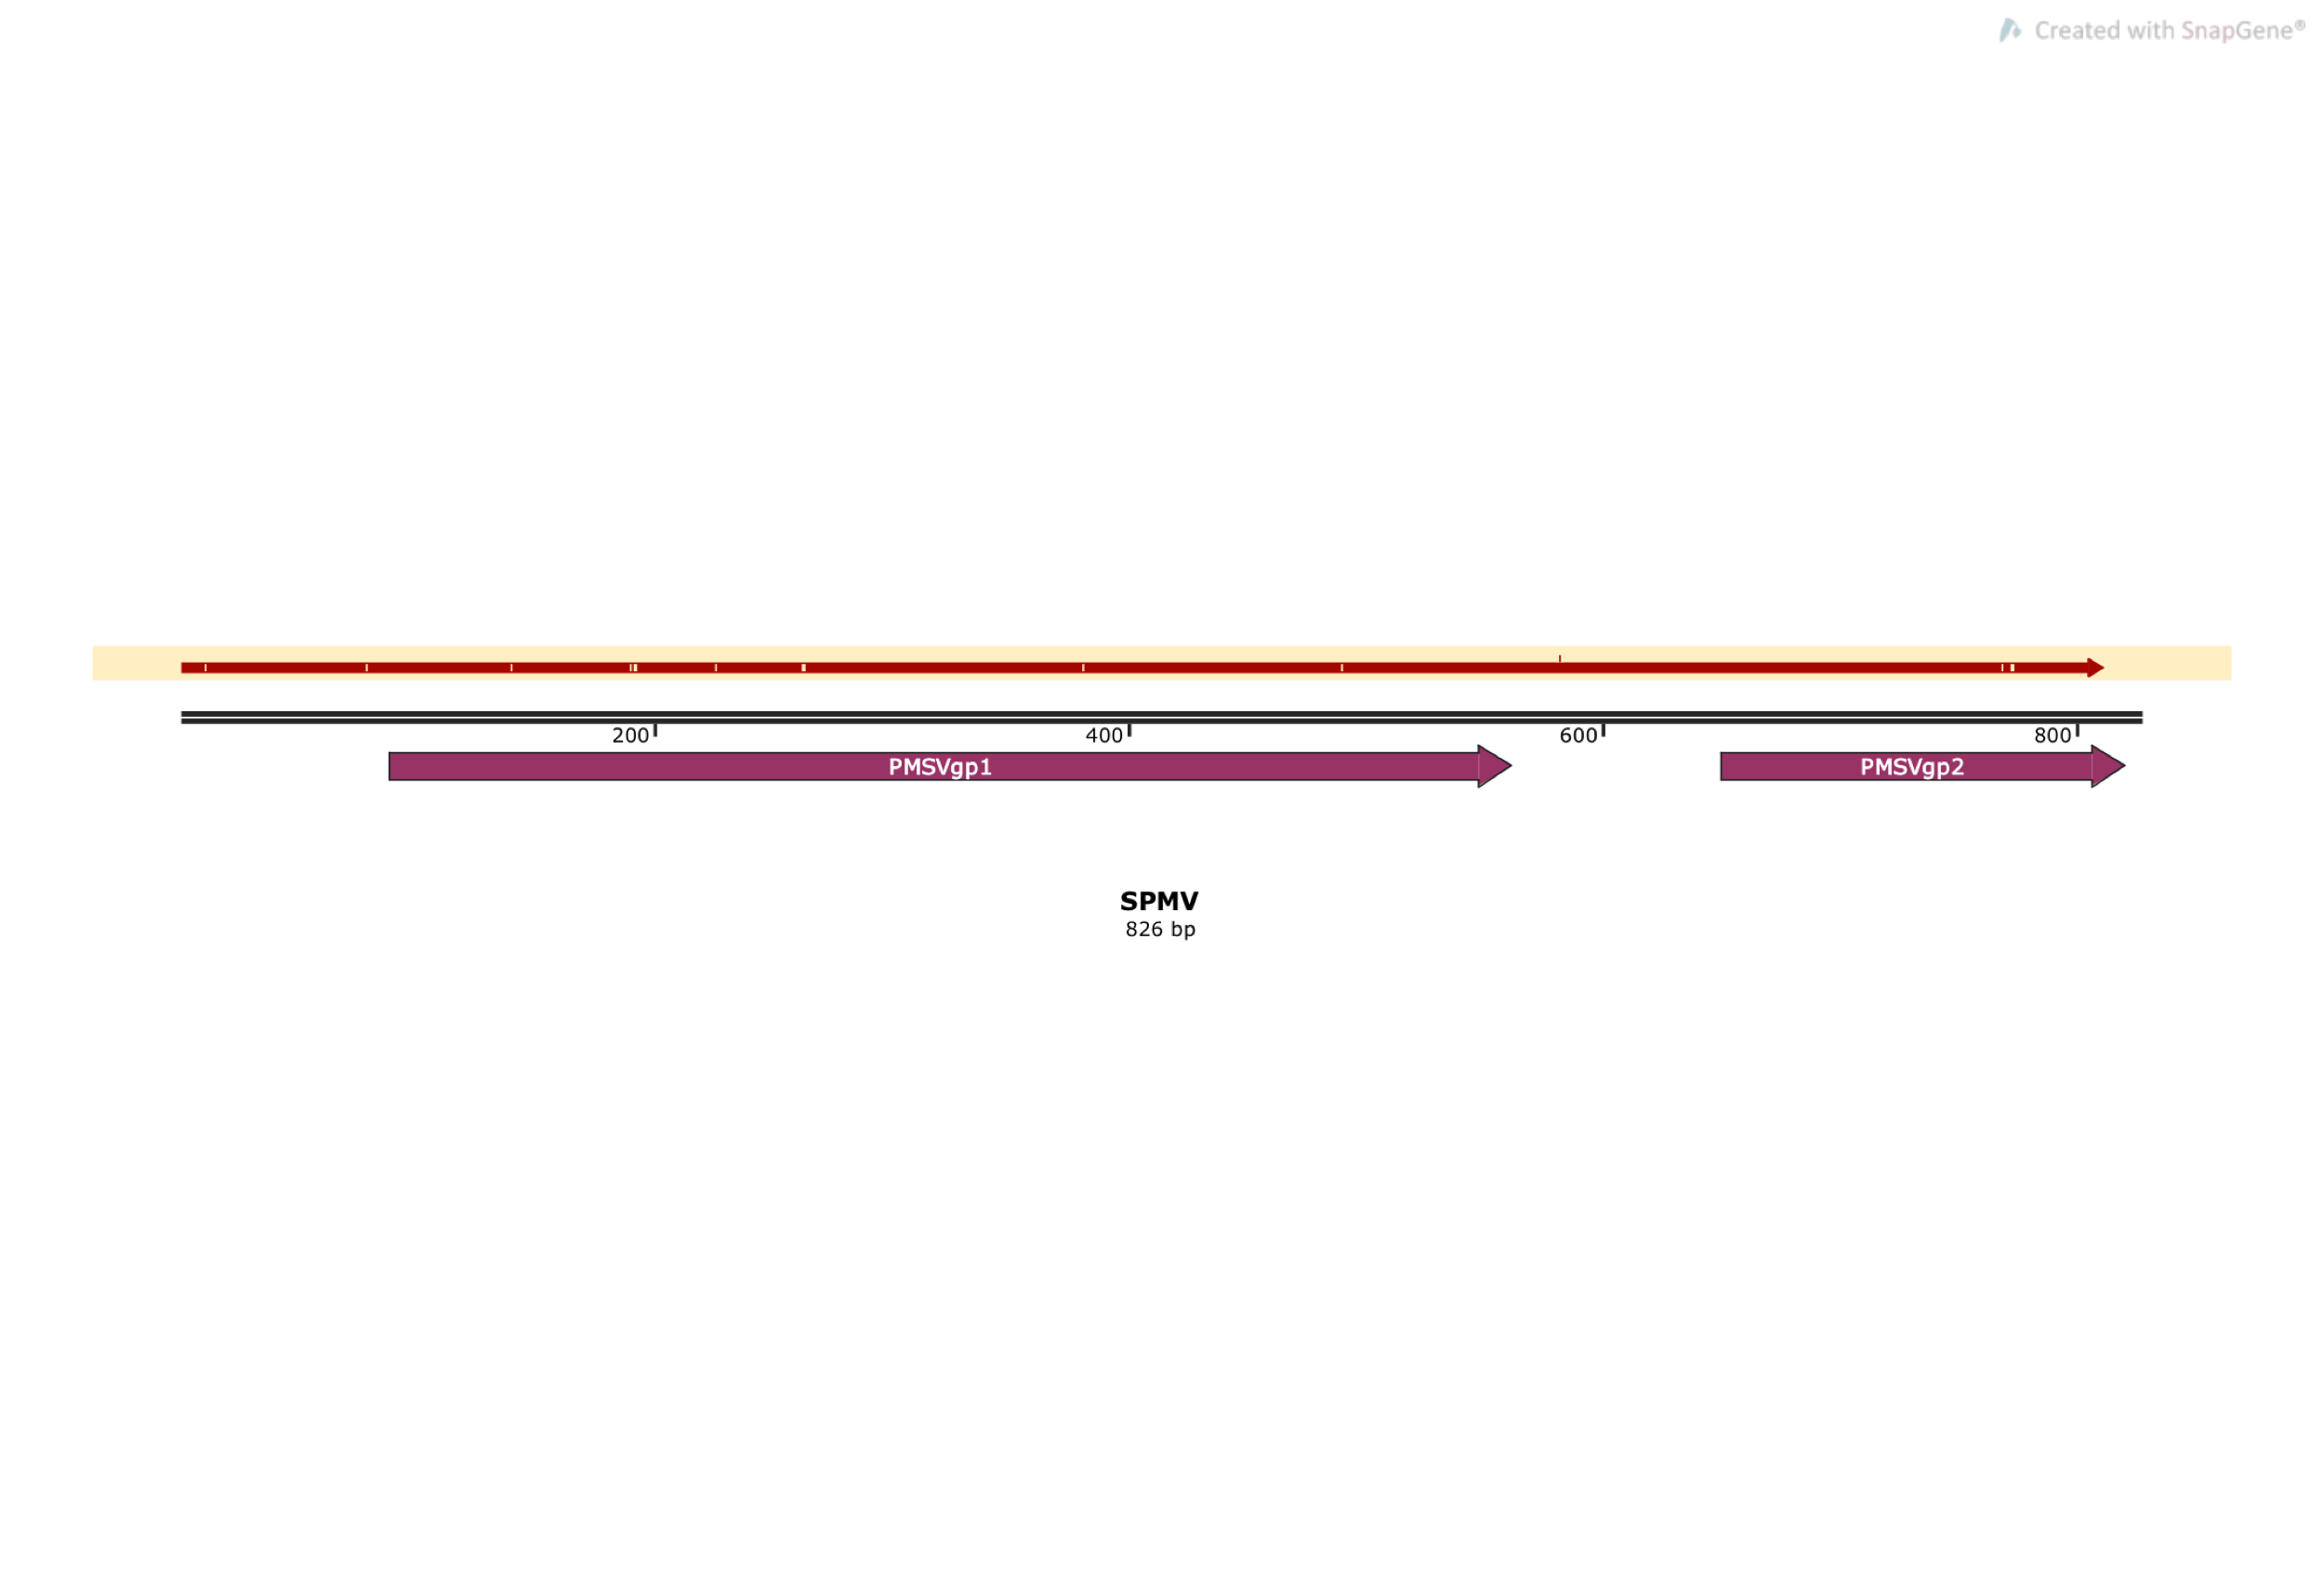 Created with SnapGene®
200 400 600 800
PMSVgp1 PMSVgp2
SPMV
826 bp